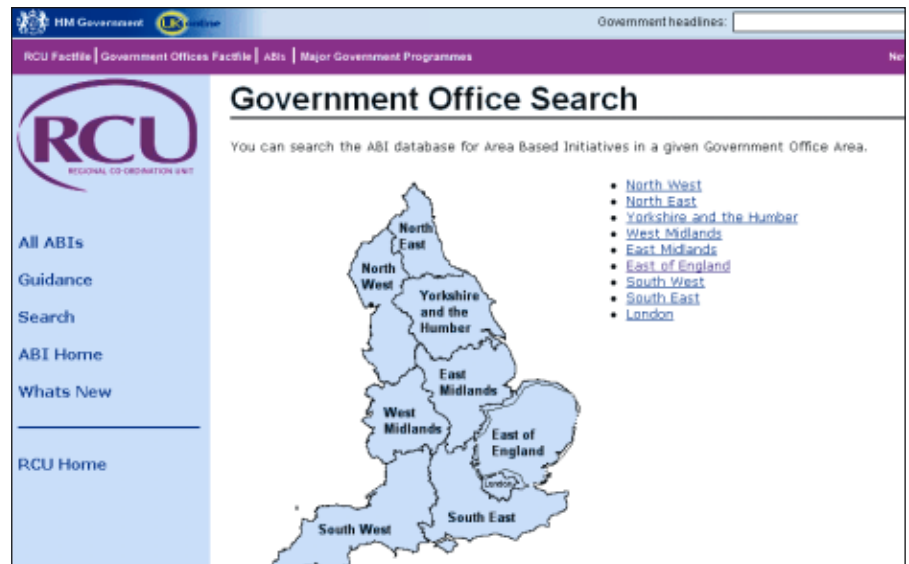 HM Government
UK online
Government headlines:
RCU Factfile | Government Offices Factfile | ABIs | Major Government Programmes
RCU
REGIONAL CO-ORDINATION UNIT
All ABIs
Guidance
Search
ABI Home
Whats New
RCU Home
Government Office Search
You can search the ABI database for Area Based Initiatives in a given Government Office Area.
North
East
North
West
Yorkshire
and the
Humber
East
Midlands
West
Midlands
East of
England
London
South East
South West
• North West
• North East
• Yorkshire and the Humber
• West Midlands
• East Midlands
• East of England
• South West
• South East
• London